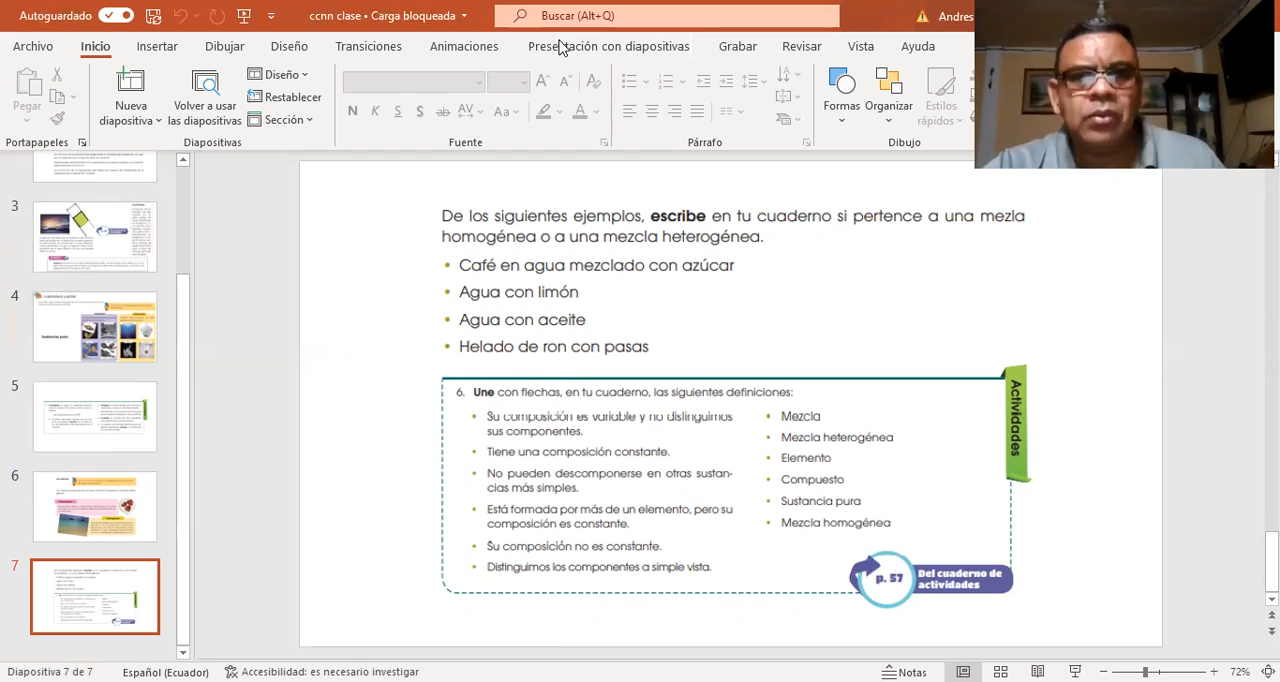 Autoguardado
ccnn clase • Carga bloqueada
Buscar (Alt+Q)
Andres
Archivo Inicio Insertar Dibujar Diseño Transiciones Animaciones Presentación con diapositivas Grabar Revisar Vista Ayuda
Pegar
Nueva
diapositiva
Volver a usar
las diapositivas
Diseño
Restablecer
Sección
Formas
Organizar
Estilos
rápidos
Portapapeles
Diapositivas
Fuente
Párrafo
Dibujo
3
4
5
6
7
De los siguientes ejemplos, escribe en tu cuaderno si pertence a una mezla
homogénea o a una mezcla heterogénea.
• Café en agua mezclado con azúcar
• Agua con limón
• Agua con aceite
• Helado de ron con pasas
Actividades
6. Une con flechas, en tu cuaderno, las siguientes definiciones:
• Su composición es variable y no distinguimos
sus componentes.
• Tiene una composición constante.
• No pueden descomponerse en otras sustan-
cias más simples.
• Está formada por más de un elemento, pero su
composición es constante.
• Su composición no es constante.
• Distinguimos los componentes a simple vista.
• Mezcla
• Mezcla heterogénea
• Elemento
• Compuesto
• Sustancia pura
• Mezcla homogénea
p. 57
Del cuaderno de
actividades
Diapositiva 7 de 7
Español (Ecuador)
Accesibilidad: es necesario investigar
Notas
72%